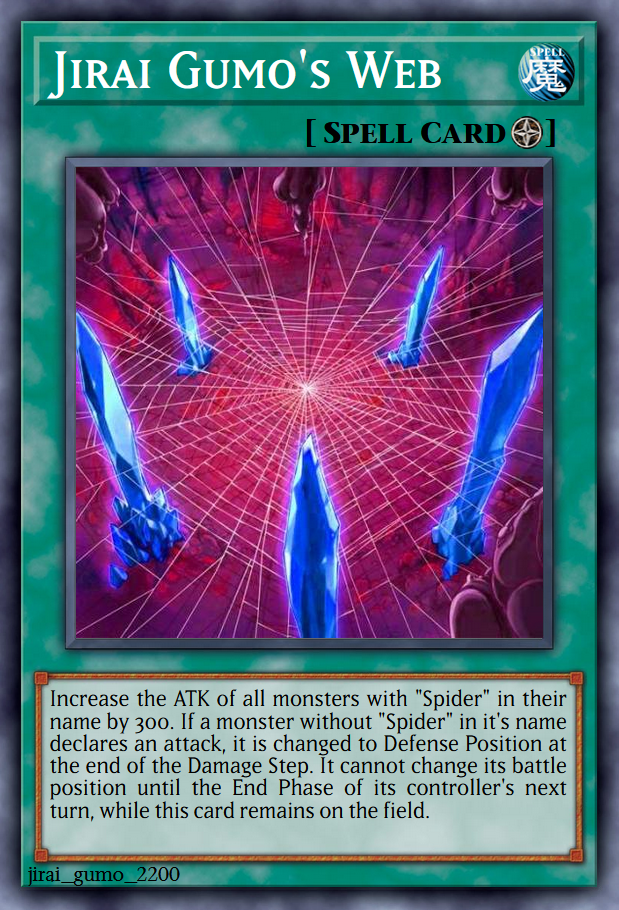 Jirai Gumo's Web
SPELL
魔
[ Spell Card ]
Increase the ATK of all monsters with "Spider" in their
name by 300. If a monster without "Spider" in it's name
declares an attack, it is changed to Defense Position at
the end of the Damage Step. It cannot change its battle
position until the End Phase of its controller's next
turn, while this card remains on the field.
jirai_gumo_2200